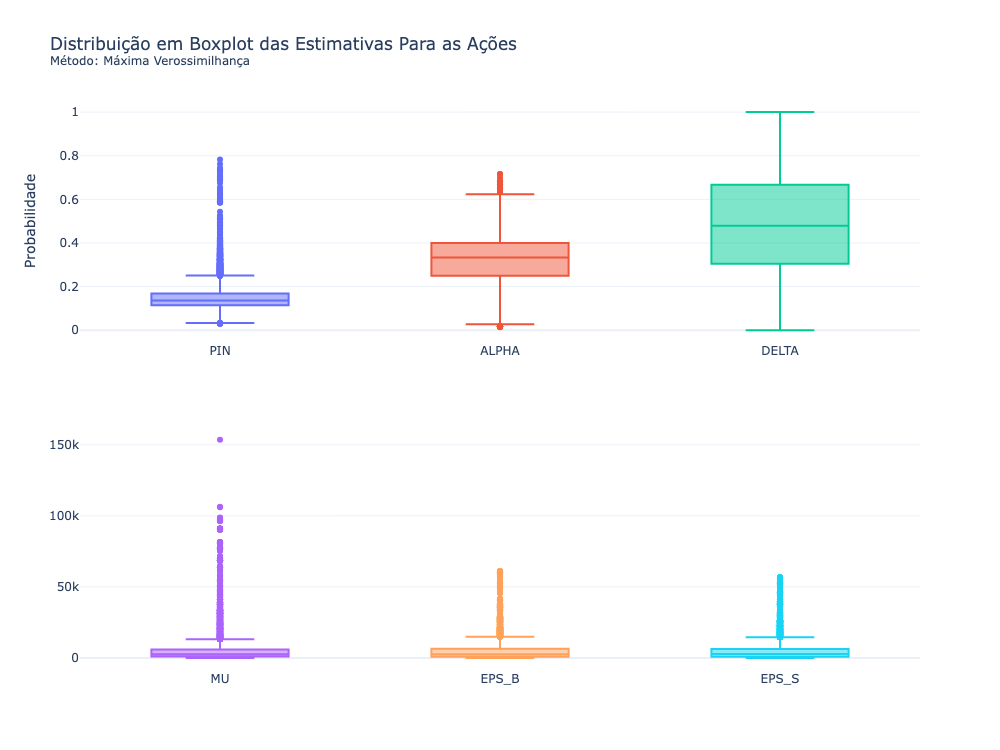 Distribuição em Boxplot das Estimativas Para as Ações
Método: Máxima Verossimilhança
Probabilidade
1
0.8
0.6
0.4
0.2
0
PIN
ALPHA
DELTA
150k
100k
50k
0
MU
EPS_B
EPS_S